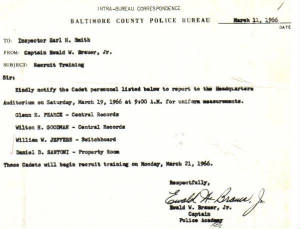 INTRA-BUREAU CORRESPONDENCE
BALTIMORE COUNTY POLICE BUREAU
March 11, 1966
DATE
TO: Inspector Earl H. Smith
FROM: Captain Ewald W. Brauer, Jr.
SUBJECT: Recruit Training
Sir:
Kindly notify the Cadet personnel listed below to report to the Headquarters
Auditorium on Saturday, March 19, 1966 at 9:00 A.M. for uniform measurements.
Glenn R. PEARCE - Central Records
Wilton H. GOODMAN - Central Records
William W. JEFFERS - Switchboard
Daniel D. SANTONI - Property Room
These Cadets will begin recruit training on Monday, March 21, 1966.
Respectfully,
Ewald W. Brauer, Jr.
Ewald W. Brauer, Jr.
Captain
Police Academy